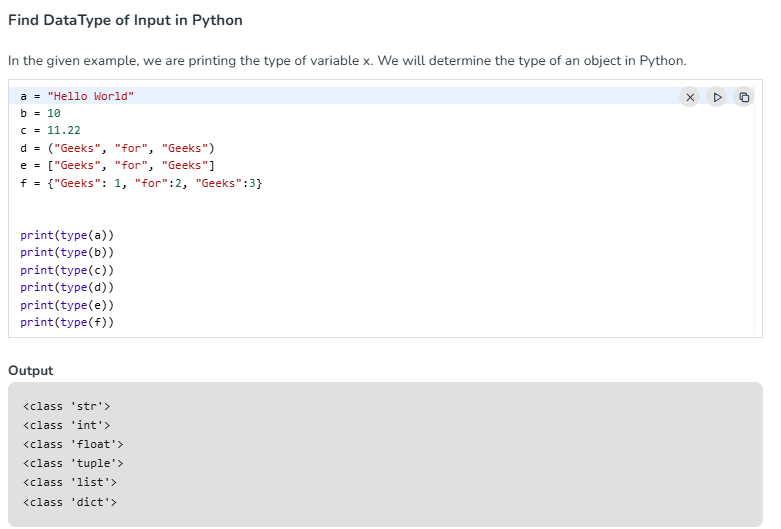 Find DataType of Input in Python
In the given example, we are printing the type of variable x. We will determine the type of an object in Python.
a = "Hello World"
b = 10
c = 11.22
d = ("Geeks", "for", "Geeks")
e = ["Geeks", "for", "Geeks"]
f = {"Geeks": 1, "for":2, "Geeks":3}
print(type(a))
print(type(b))
print(type(c))
print(type(d))
print(type(e))
print(type(f))
Output
<class 'str'>
<class 'int'>
<class 'float'>
<class 'tuple'>
<class 'list'>
<class 'dict'>